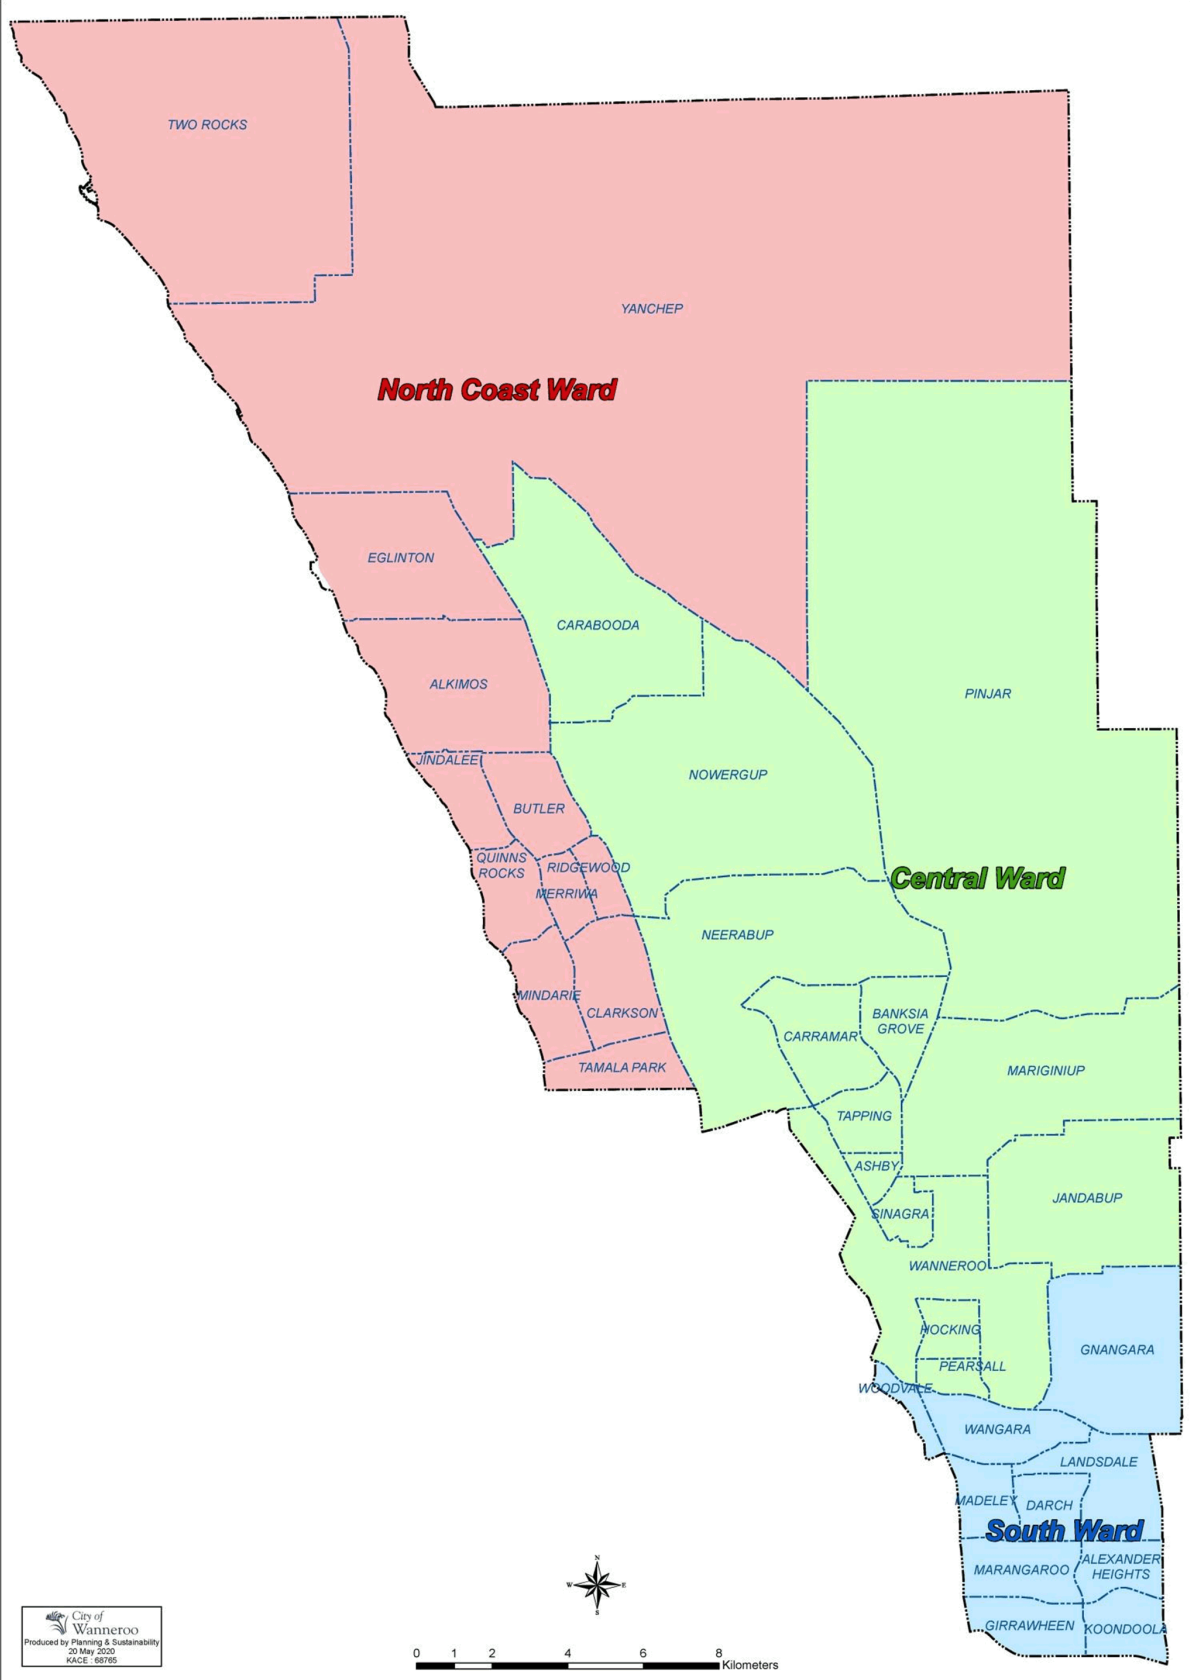 TWO ROCKS
YANCHEP
North Coast Ward
EGLINTON
CARABOODA
ALKIMOS
PINJAR
JINDALEE
NOWERGUP
BUTLER
QUINNS
ROCKS
RIDGEWOOD
Central Ward
MERRIWA
NEERABUP
MINDARIE
CLARKSON
BANKSIA
GROVE
CARRAMAR
TAMALA PARK
MARIGINIUP
TAPPING
ASHBY
JANDABUP
SINAGRA
WANNEROO
HOCKING
GNANGARA
PEARSALL
WOODVALE
WANGARA
LANDSDALE
MADELEY
DARCH
South Ward
MARANGAROO
ALEXANDER
HEIGHTS
GIRRAWHEEN
KOONDOOLA
N
W
E
S
City of
Wanneroo
Produced by Planning & Sustainability
20 May 2020
KACE : 68765
0 1 2 4 6 8
Kilometers